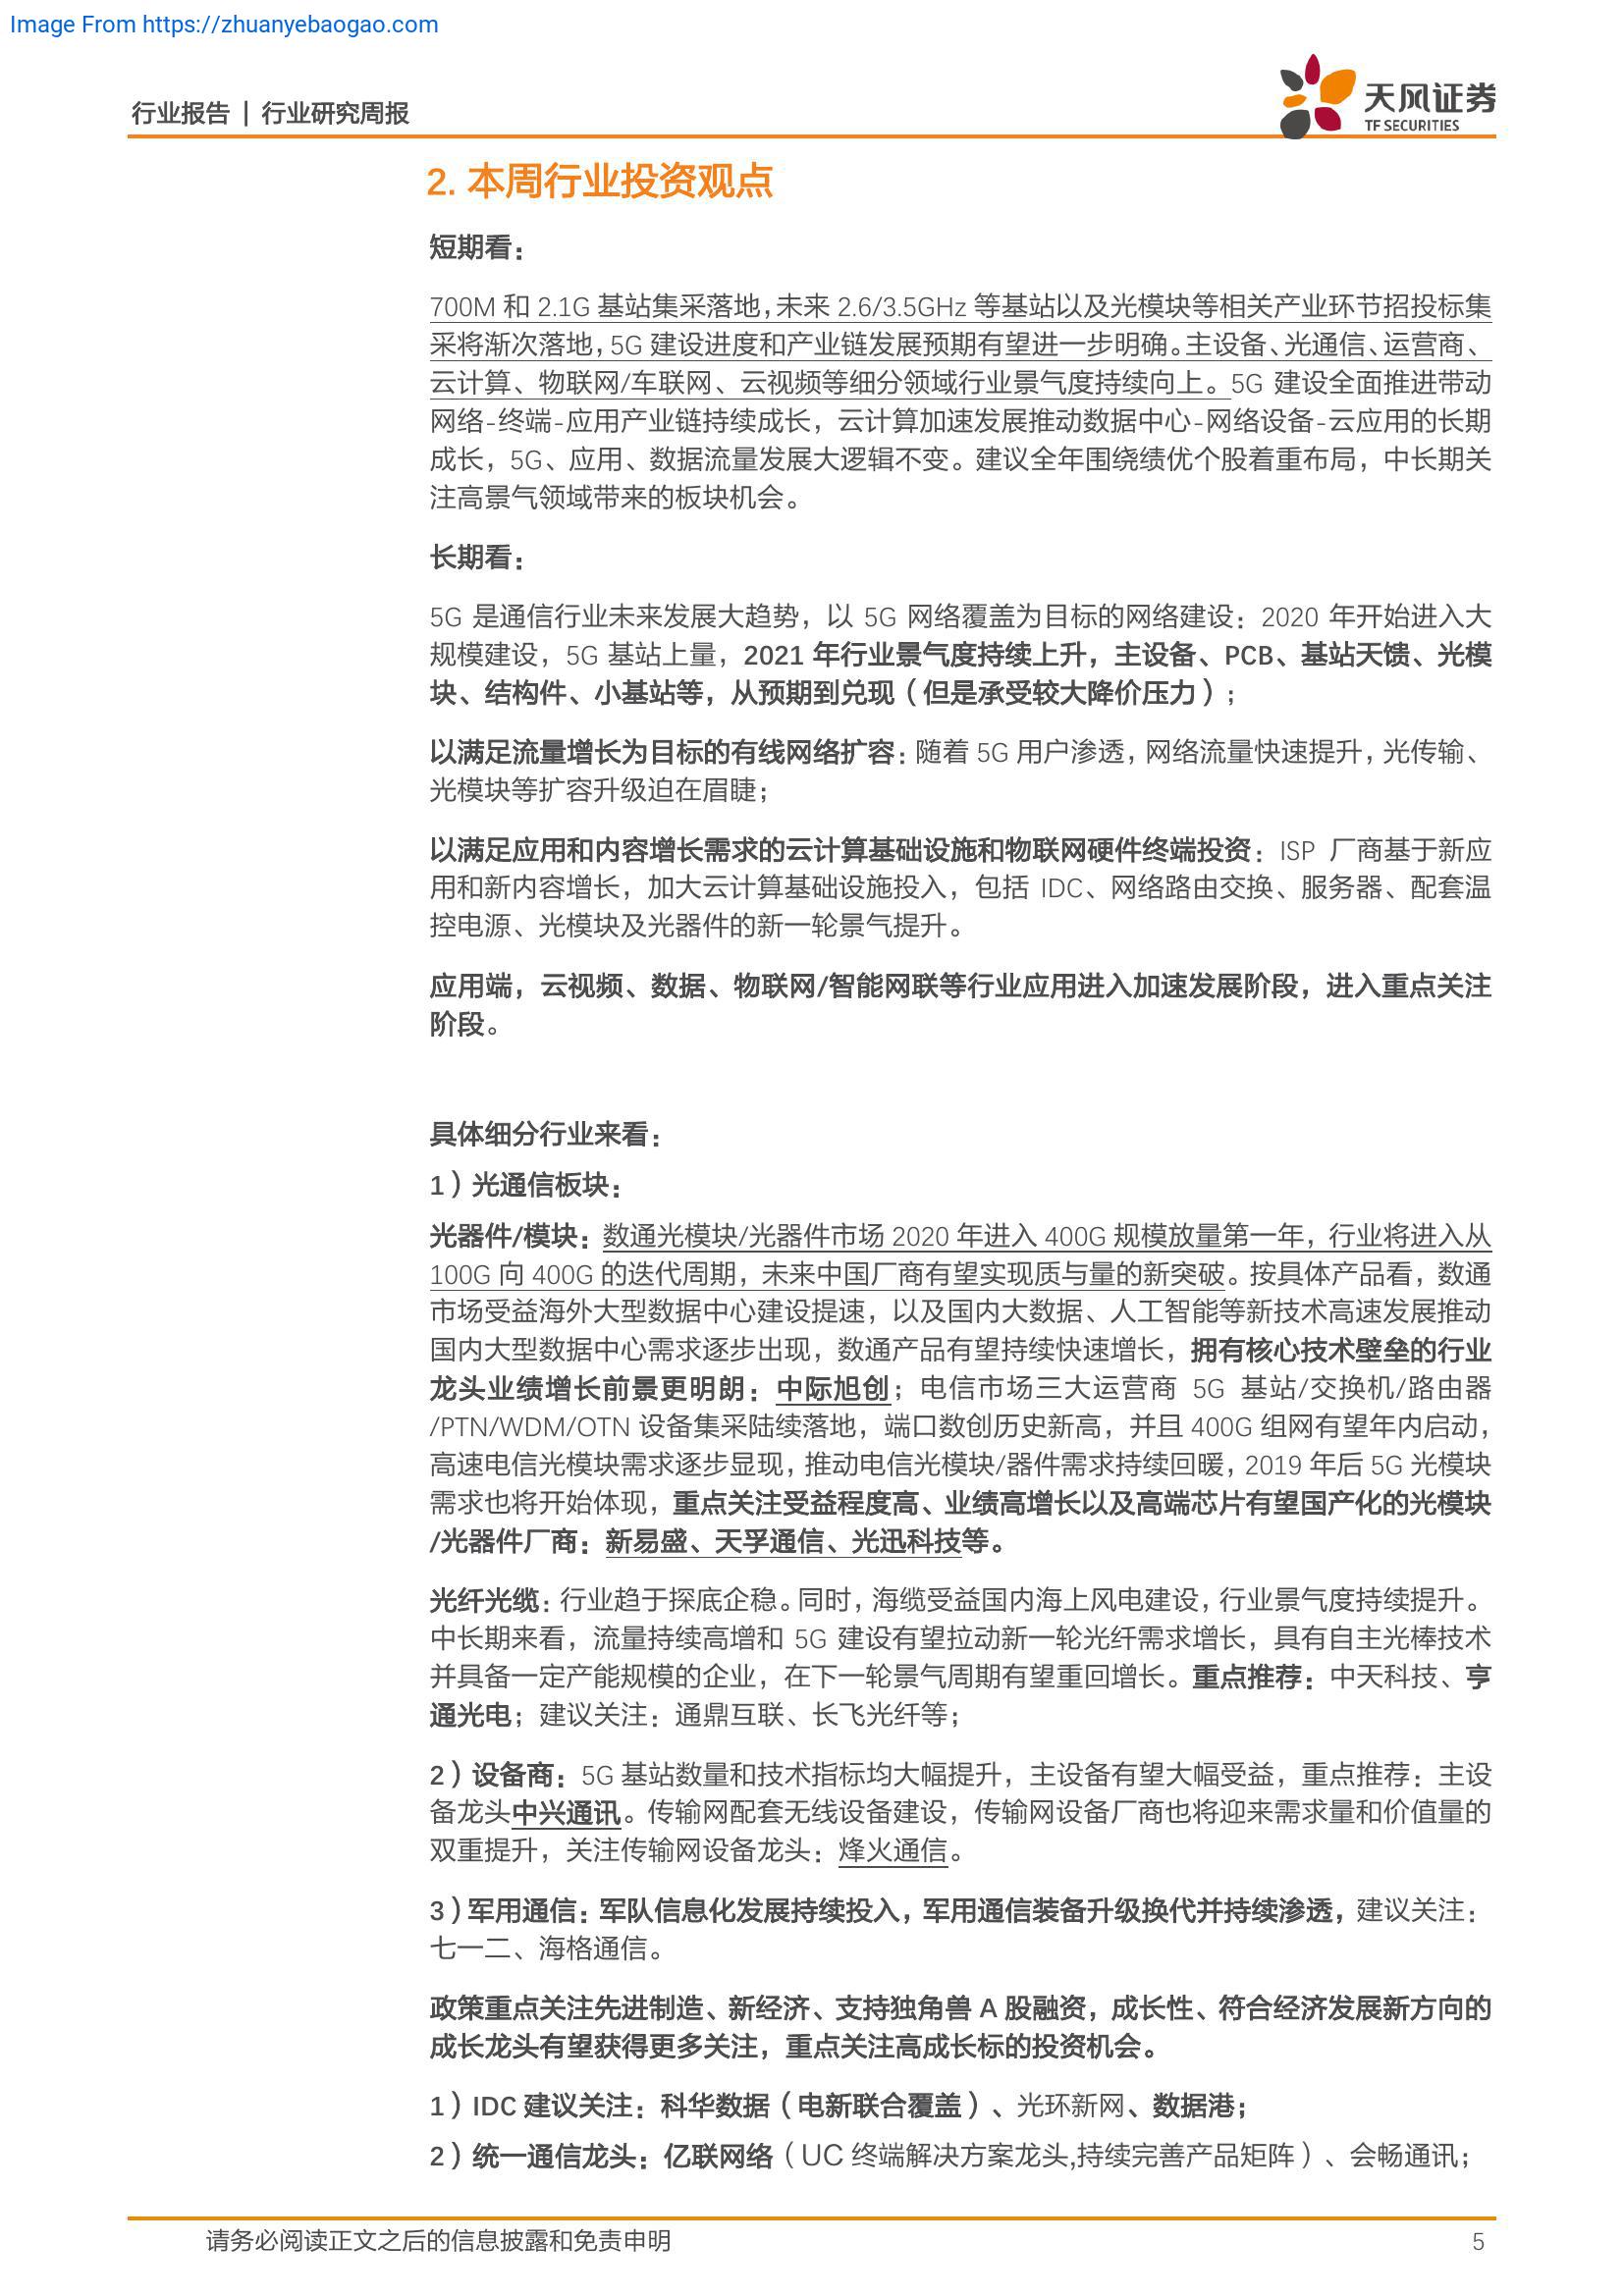 Image From https://zhuanyebaogao.com
行业报告 | 行业研究周报
天风证券
TF SECURITIES
2. 本周行业投资观点
短期看：
700M 和 2.1G 基站集采落地，未来 2.6/3.5GHz 等基站以及光模块等相关产业环节招投标集
采将渐次落地，5G 建设进度和产业链发展预期有望进一步明确。主设备、光通信、运营商、
云计算、物联网/车联网、云视频等细分领域行业景气度持续向上。5G 建设全面推进带动
网络-终端-应用产业链持续成长，云计算加速发展推动数据中心-网络设备-云应用的长期
成长，5G、应用、数据流量发展大逻辑不变。建议全年围绕绩优个股着重布局，中长期关
注高景气领域带来的板块机会。
长期看：
5G 是通信行业未来发展大趋势，以 5G 网络覆盖为目标的网络建设：2020 年开始进入大
规模建设，5G 基站上量，2021 年行业景气度持续上升，主设备、PCB、基站天馈、光模
块、结构件、小基站等，从预期到兑现（但是承受较大降价压力）；
以满足流量增长为目标的有线网络扩容：随着 5G 用户渗透，网络流量快速提升，光传输、
光模块等扩容升级迫在眉睫；
以满足应用和内容增长需求的云计算基础设施和物联网硬件终端投资：ISP 厂商基于新应
用和新内容增长，加大云计算基础设施投入，包括 IDC、网络路由交换、服务器、配套温
控电源、光模块及光器件的新一轮景气提升。
应用端，云视频、数据、物联网/智能网联等行业应用进入加速发展阶段，进入重点关注
阶段。
具体细分行业来看：
1）光通信板块：
光器件/模块：数通光模块/光器件市场 2020 年进入 400G 规模放量第一年，行业将进入从
100G 向 400G 的迭代周期，未来中国厂商有望实现质与量的新突破。按具体产品看，数通
市场受益海外大型数据中心建设提速，以及国内大数据、人工智能等新技术高速发展推动
国内大型数据中心需求逐步出现，数通产品有望持续快速增长，拥有核心技术壁垒的行业
龙头业绩增长前景更明朗：中际旭创；电信市场三大运营商 5G 基站/交换机/路由器
/PTN/WDM/OTN 设备集采陆续落地，端口数创历史新高，并且 400G 组网有望年内启动，
高速电信光模块需求逐步显现，推动电信光模块/器件需求持续回暖，2019 年后 5G 光模块
需求也将开始体现，重点关注受益程度高、业绩高增长以及高端芯片有望国产化的光模块
/光器件厂商：新易盛、天孚通信、光迅科技等。
光纤光缆：行业趋于探底企稳。同时，海缆受益国内海上风电建设，行业景气度持续提升。
中长期来看，流量持续高增和 5G 建设有望拉动新一轮光纤需求增长，具有自主光棒技术
并具备一定产能规模的企业，在下一轮景气周期有望重回增长。重点推荐：中天科技、亨
通光电；建议关注：通鼎互联、长飞光纤等；
2）设备商：5G 基站数量和技术指标均大幅提升，主设备有望大幅受益，重点推荐：主设
备龙头中兴通讯。传输网配套无线设备建设，传输网设备厂商也将迎来需求量和价值量的
双重提升，关注传输网设备龙头：烽火通信。
3）军用通信：军队信息化发展持续投入，军用通信装备升级换代并持续渗透，建议关注：
七一二、海格通信。
政策重点关注先进制造、新经济、支持独角兽 A 股融资，成长性、符合经济发展新方向的
成长龙头有望获得更多关注，重点关注高成长标的投资机会。
1）IDC 建议关注：科华数据（电新联合覆盖）、光环新网、数据港；
2）统一通信龙头：亿联网络（UC 终端解决方案龙头,持续完善产品矩阵）、会畅通讯；
请务必阅读正文之后的信息披露和免责申明
5